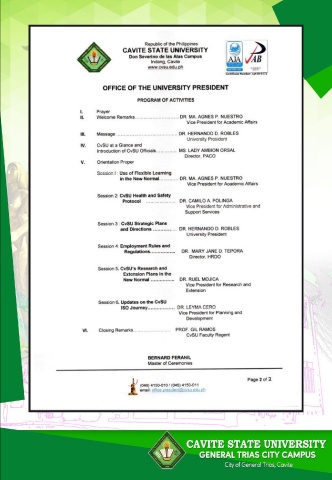 Republic of the Philippines
CAVITE STATE UNIVERSITY
Don Severino de las Alas Campus
Indang, Cavite
www.cvsu.edu.ph
AJA
AB
OFFICE OF THE UNIVERSITY PRESIDENT
PROGRAM OF ACTIVITIES
I. Prayer
II. Welcome Remarks ........................ DR. MA. AGNES P. NUESTRO
Vice President for Academic Affairs
III. Message ........................ DR. HERNANDO D. ROBLES
University President
IV. CvSU at a Glance and
Introduction of CvSU Officials............ MS. LADY AMBION ORSAL
Director, PACO
V. Orientation Proper
Session 1. Use of Flexible Learning
in the New Normal............ DR. MA. AGNES P. NUESTRO
Vice President for Academic Affairs
Session 2. CvSU Health and Safety
Protocol ............ DR. CAMILO A. POLINGA
Vice President for Administrative and
Support Services
Session 3. CvSU Strategic Plans
and Directions ............ DR. HERNANDO D. ROBLES
University President
Session 4. Employment Rules and
Regulations............ DR. MARY JANE D. TEPORA
Director, HRDO
Session 5. CvSU's Research and
Extension Plans in the
New Normal ............ DR. RUEL MOJICA
Vice President for Research and
Extension
Session 6. Updates on the CvSU
ISO Journey............ DR. LEYMA CERO
Vice President for Planning and
Development
VI. Closing Remarks............ PROF. GIL RAMOS
CvSU Faculty Regent
BERNARD FERANIL
Master of Ceremonies
Page 2 of 2
CAVITE STATE UNIVERSITY
GENERAL TRIAS CITY CAMPUS
City of General Trias, Cavite